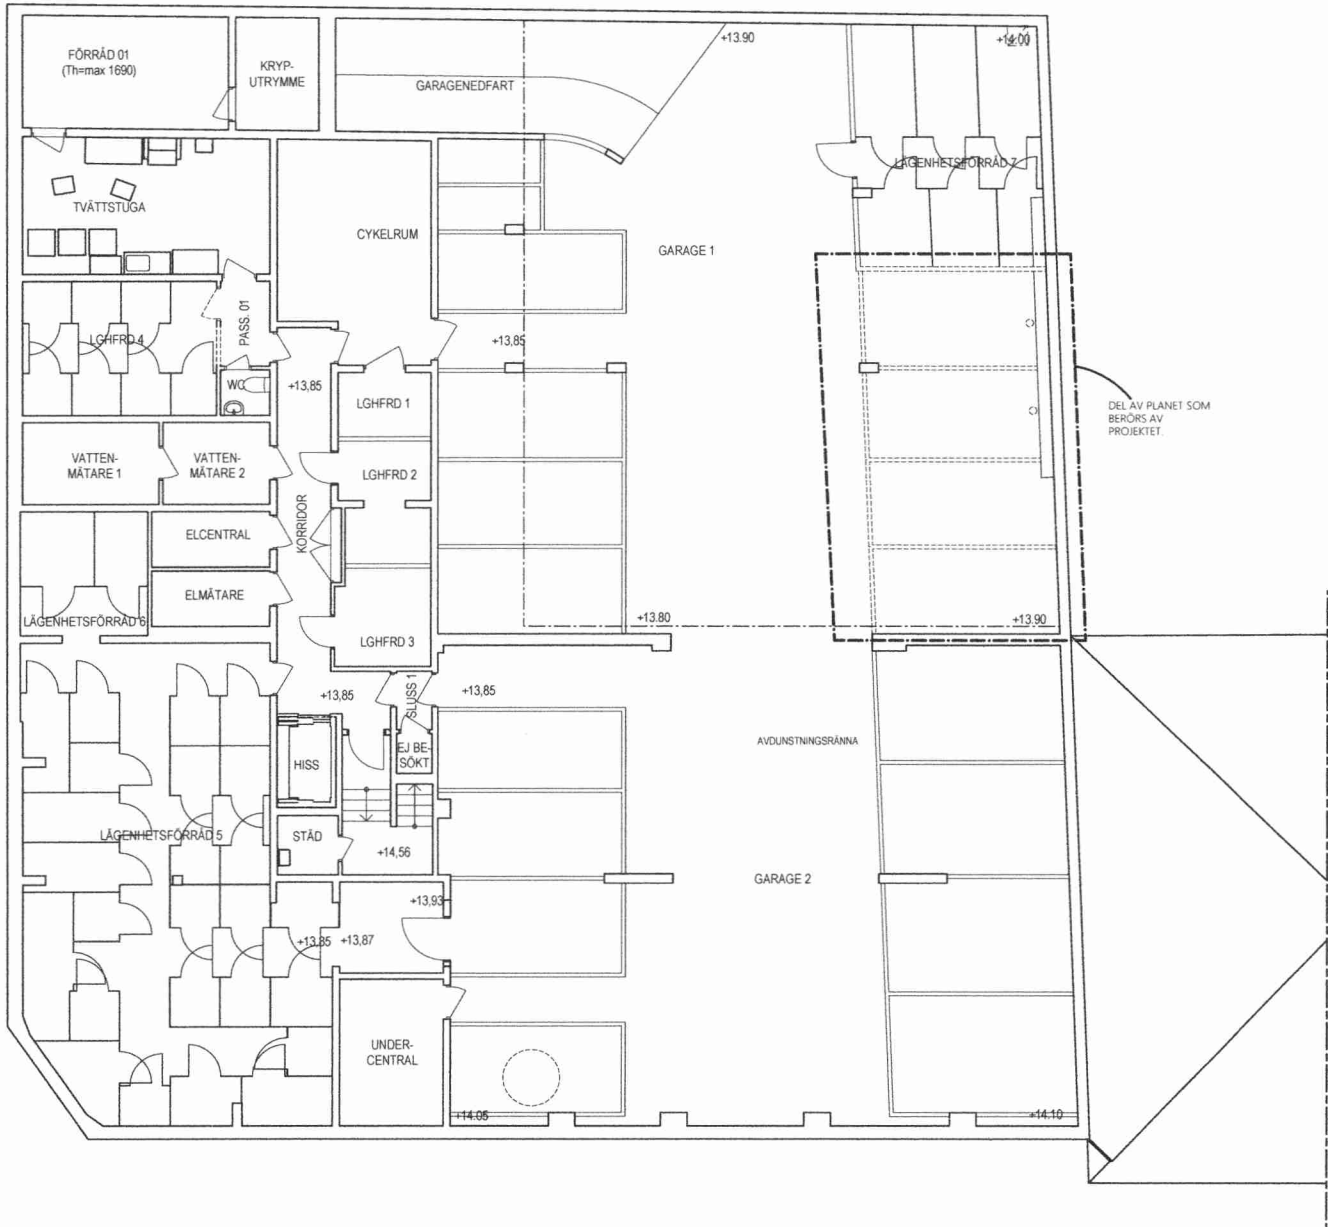 +13.90
+14.00
FÖRRÅD 01
(Th=max 1690)
KRYP-
UTRYMME
GARAGENEDFART
LÄGENHETSFÖRRÅD 7
TVÄTTSTUGA
CYKELRUM
GARAGE 1
PASS. 01
LGHFRD 4
+13,85
WC
+13,85
LGHFRD 1
DEL AV PLANET SOM
BERÖRS AV
PROJEKTET.
VATTEN-
MÄTARE 1
VATTEN-
MÄTARE 2
LGHFRD 2
KORRIDOR
ELCENTRAL
ELMÄTARE
LÄGENHETSFÖRRÅD 6
+13.80
+13.90
LGHFRD 3
+13,85
SLUSS 1
+13,85
AVDUNSTNINGSRÄNNA
EJ BE-
SÖKT
HISS
LÄGENHETSFÖRRÅD 5
STÄD
+14,56
GARAGE 2
+13,93
+13,85
+13,87
UNDER-
CENTRAL
+14.05
+14.10